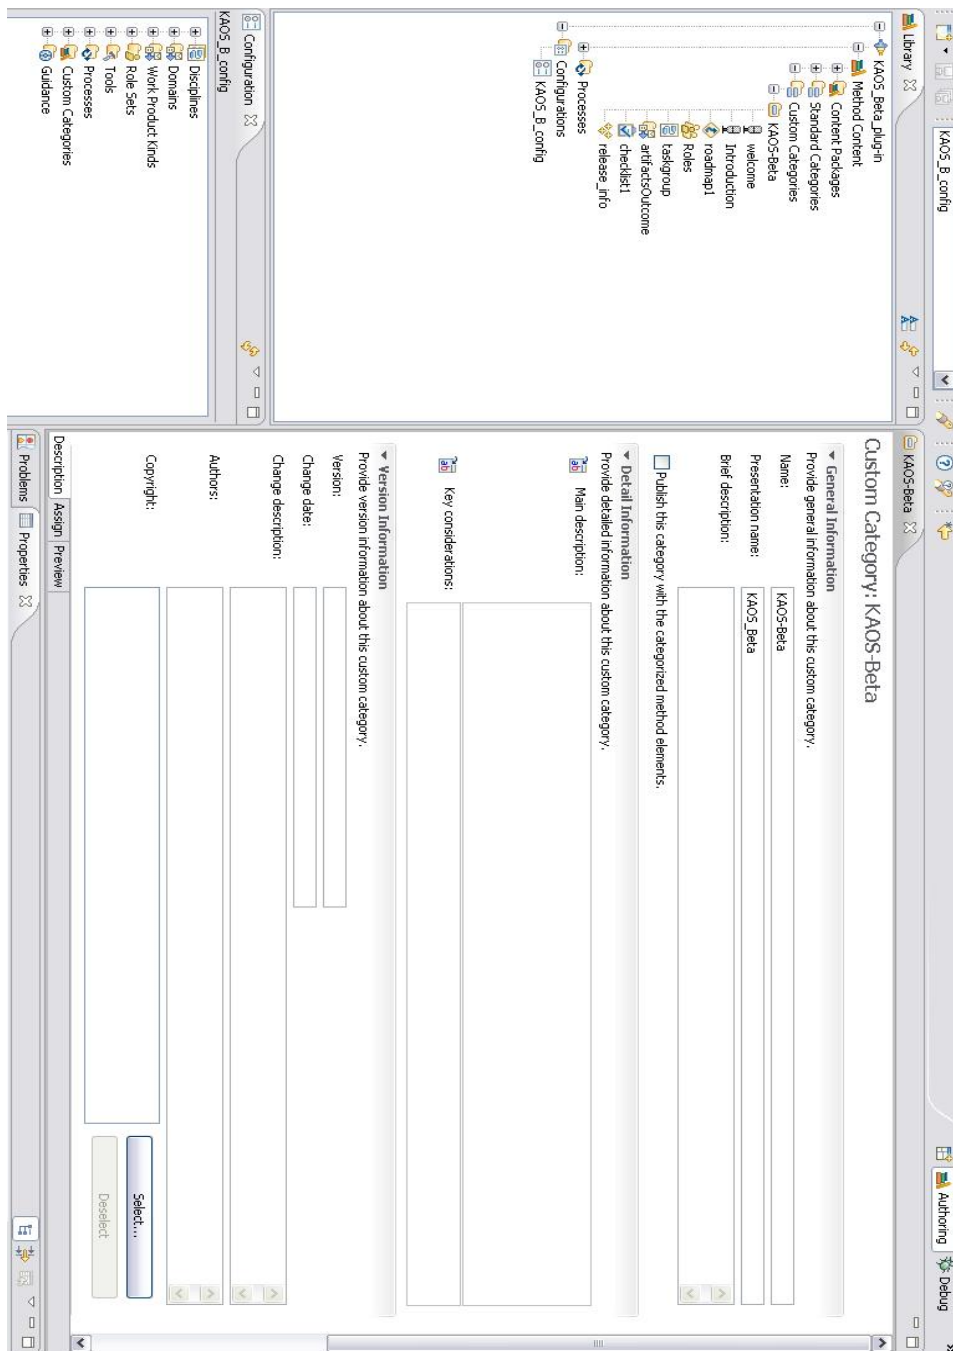 KAOS_B_config
Authoring
Debug
Library
KAOS_Beta_plug-in
Method Content
Content Packages
Standard Categories
Custom Categories
KAOS-Beta
welcome
Introduction
roadmap1
Roles
taskgroup
artifactsOutcome
checklist1
release_info
Processes
Configurations
KAOS_B_config
Configuration
KAOS_B_config
Disciplines
Domains
Work Product Kinds
Role Sets
Tools
Processes
Custom Categories
Guidance
KAOS-Beta
Custom Category: KAOS-Beta
General Information
Provide general information about this custom category.
Name: KAOS-Beta
Presentation name: KAOS_Beta
Brief description:
Publish this category with the categorized method elements.
Detail Information
Provide detailed information about this custom category.
Main description:
Key considerations:
Version Information
Provide version information about this custom category.
Version:
Change date:
Change description:
Authors:
Copyright:
Select...
Deselect
Description Assign Preview
Problems Properties